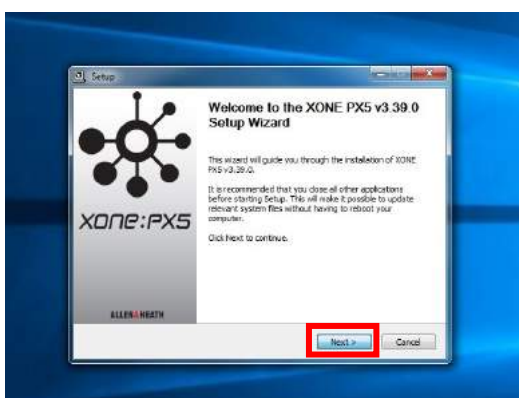 Setup
Welcome to the XONE PX5 v3.39.0
Setup Wizard
This wizard will guide you through the installation of XONE
PX5 v3.39.0.
It is recommended that you close all other applications
before starting Setup. This will make it possible to update
relevant system files without having to reboot your
computer.
Click Next to continue.
XONE:PX5
ALLEN&HEATH
Next >
Cancel